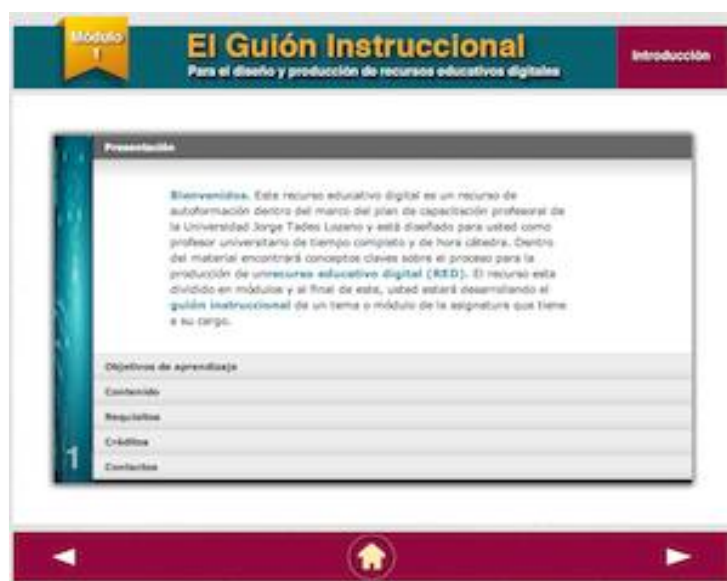 Módulo
1
El Guión Instruccional
Para el diseño y producción de recursos educativos digitales
Introducción
Presentación
Bienvenidos. Este recurso educativo digital es un recurso de
autoformación dentro del marco del plan de capacitación profesoral de
la Universidad Jorge Tadeo Lozano y está diseñado para usted como
profesor universitario de tiempo completo y de hora cátedra. Dentro
del material encontrará conceptos claves sobre el proceso para la
producción de unrecurso educativo digital (RED). El recurso esta
dividido en módulos y al final de este, usted estará desarrollando el
guión instruccional de un tema o módulo de la asignatura que tiene
a su cargo.
Objetivos de aprendizaje
Contenido
Requisitos
Créditos
Contactos
1